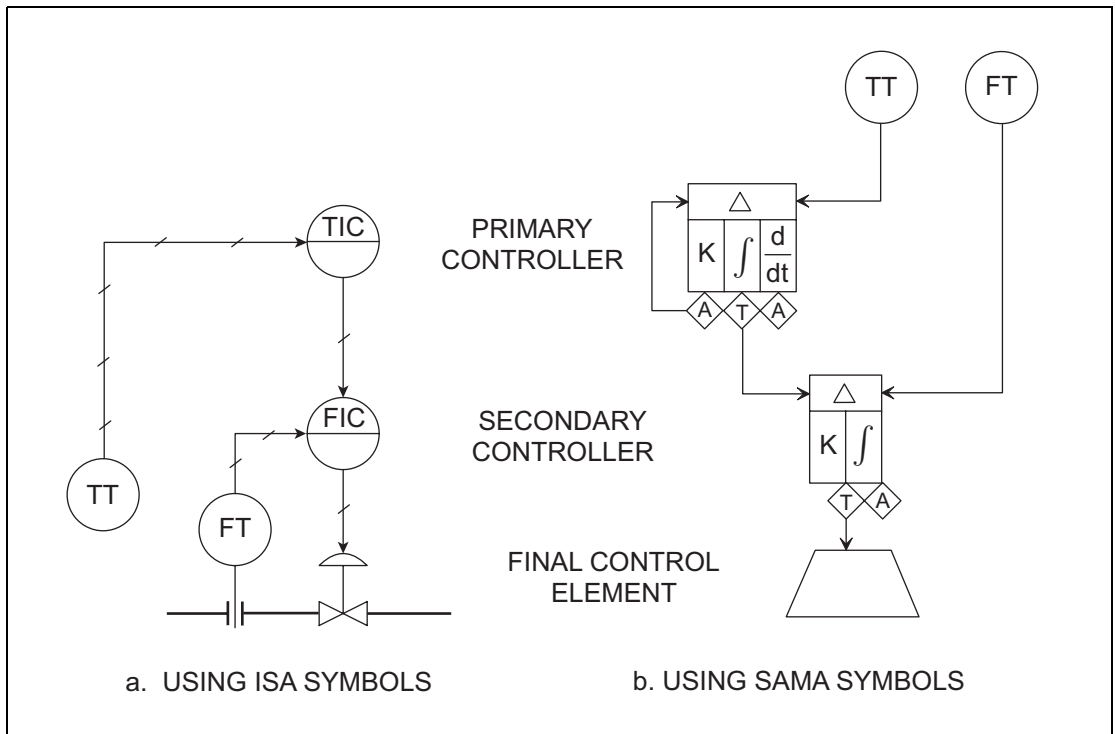 TT
FT
TIC
PRIMARY
CONTROLLER
△
K ∫ d
dt
A T A
FIC
SECONDARY
CONTROLLER
△
K ∫
TT
FT
T A
FINAL CONTROL
ELEMENT
a. USING ISA SYMBOLS
b. USING SAMA SYMBOLS